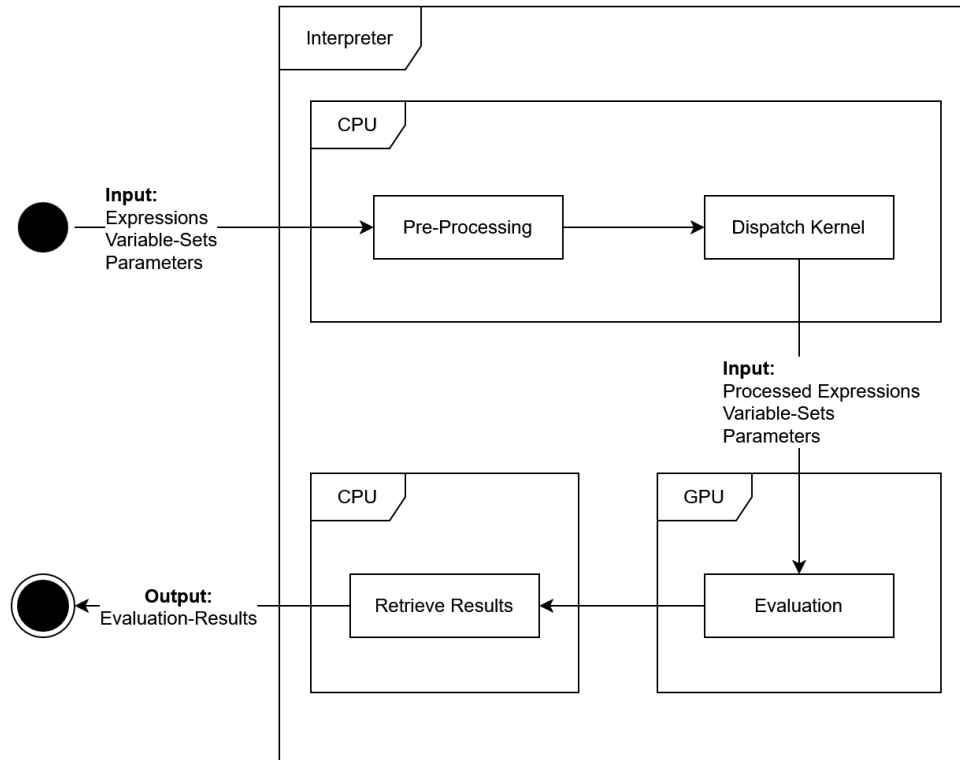 Interpreter
CPU
Input:
Expressions
Variable-Sets
Parameters
Pre-Processing
Dispatch Kernel
Input:
Processed Expressions
Variable-Sets
Parameters
CPU
GPU
Output:
Evaluation-Results
Retrieve Results
Evaluation